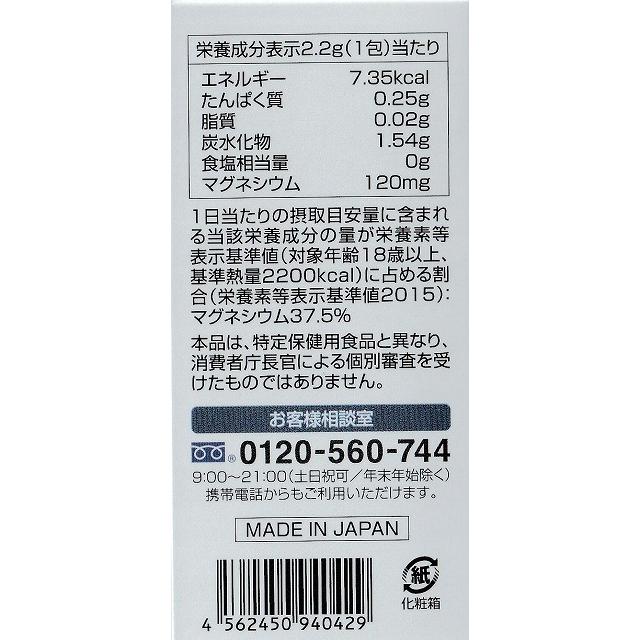 栄養成分表示2.2g(1包)当たり
エネルギー 7.35kcal
たんぱく質 0.25g
脂質 0.02g
炭水化物 1.54g
食塩相当量 0g
マグネシウム 120mg
1日当たりの摂取目安量に含まれ
る当該栄養成分の量が栄養素等
表示基準値(対象年齢18歳以上、
基準熱量2200kcal)に占める割
合(栄養素等表示基準値2015):
マグネシウム37.5%
本品は、特定保健用食品と異なり、
消費者庁長官による個別審査を受
けたものではありません。
お客様相談室
® 0120-560-744
9:00〜21:00(土日祝可/年末年始除く)
携帯電話からもご利用いただけます。
MADE IN JAPAN
紙
化粧箱
4 562450 940429